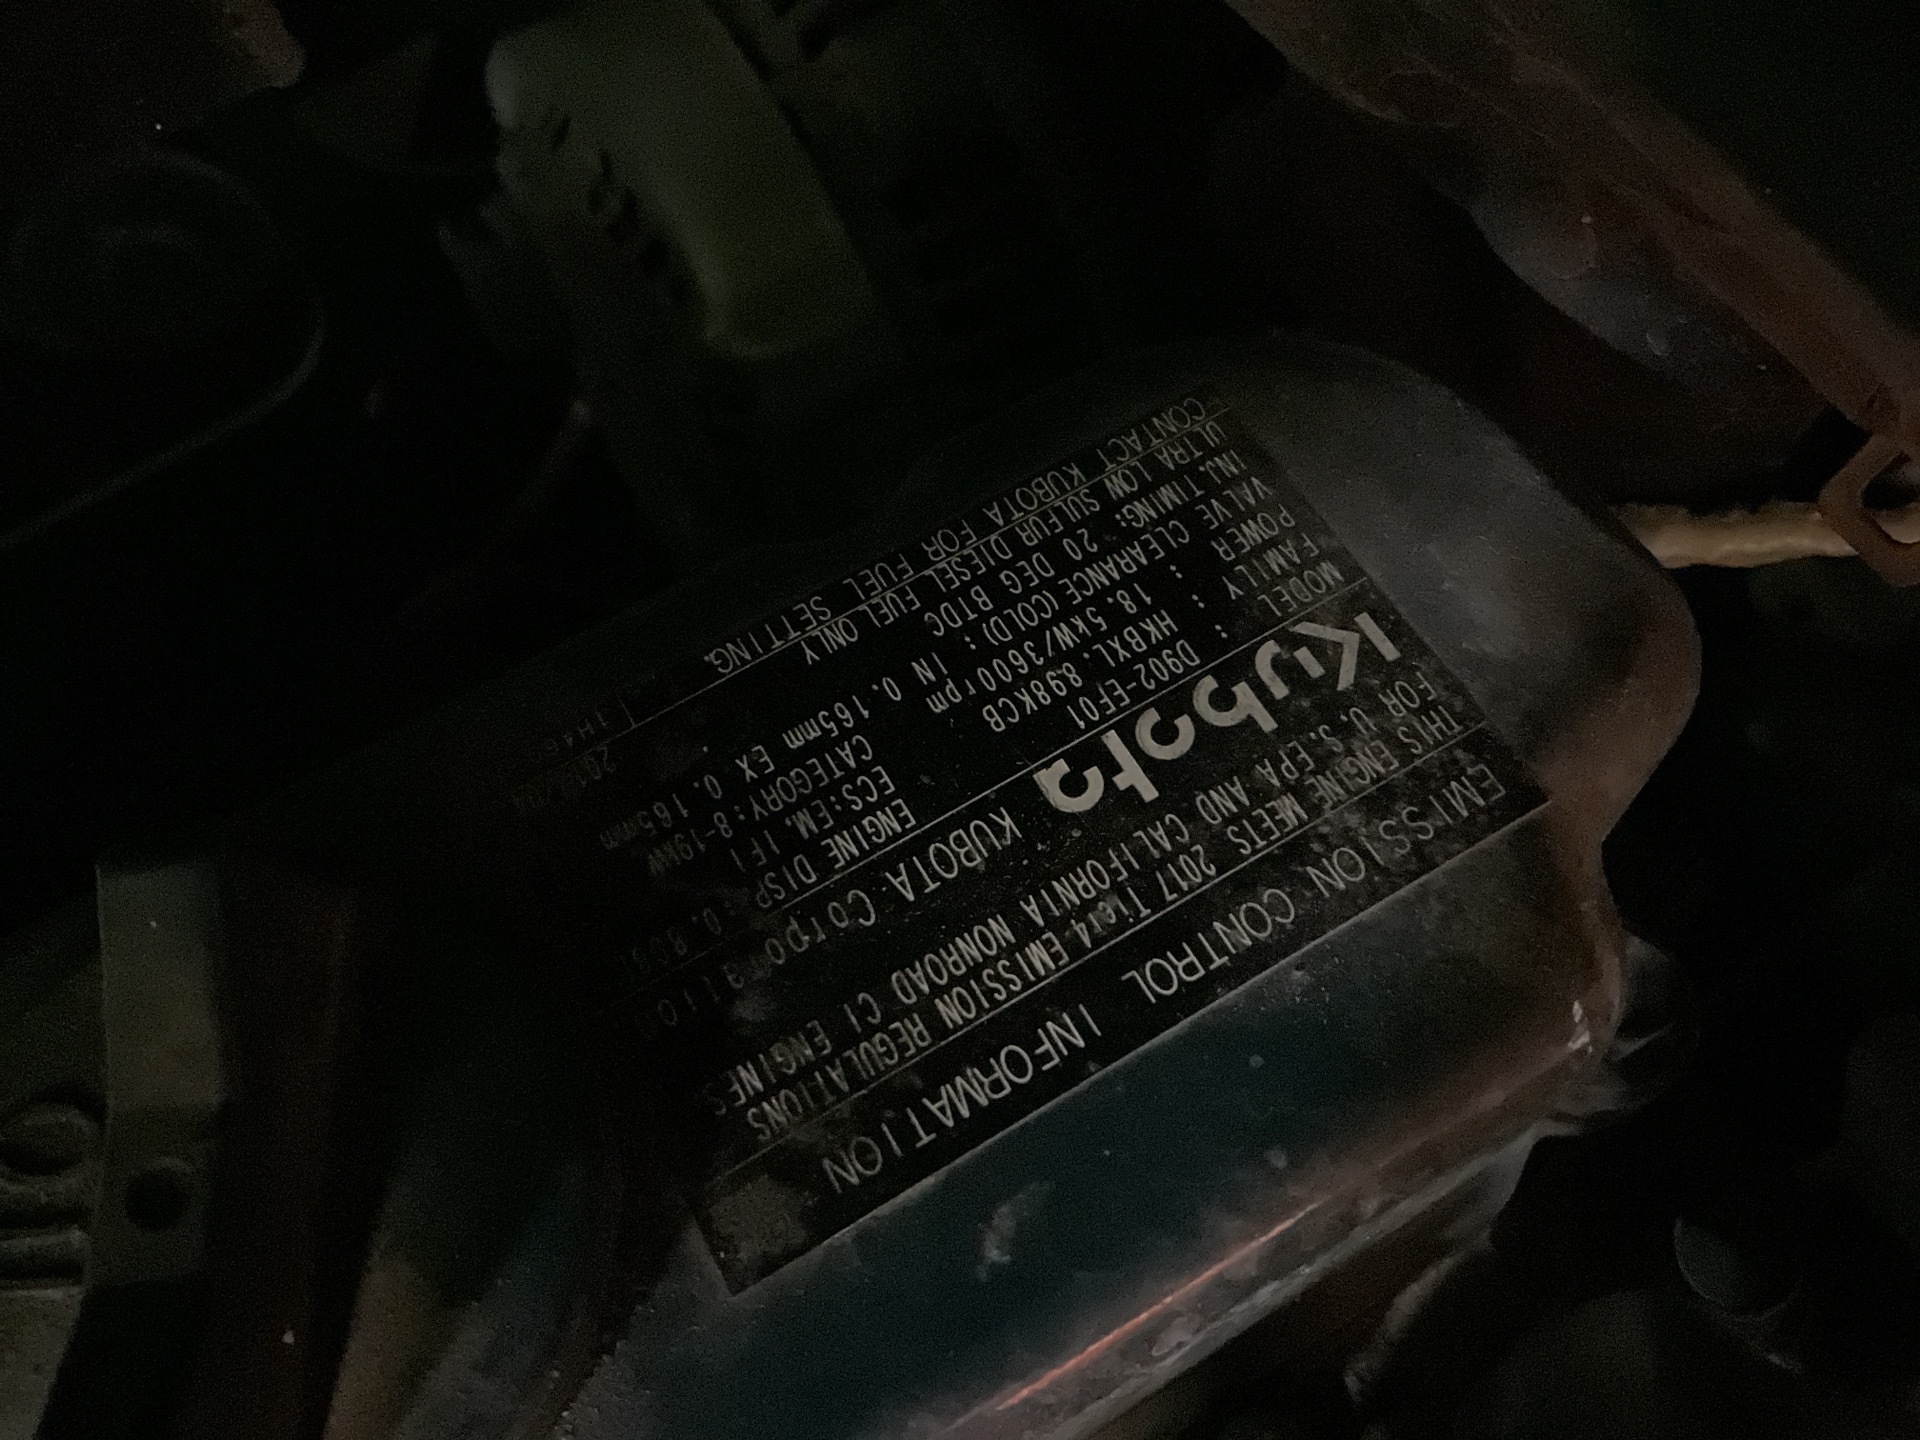 EMISSION CONTROL INFORMATION
THIS ENGINE MEETS 2017 Tier4 EMISSION REGULATIONS
FOR U.S. EPA AND CALIFORNIA NONROAD CI ENGINES.
Kubota KUBOTA Corporation
MODEL : D902-EF01 ENGINE DISP.: 0.898L
FAMILY : HKBXL.898KCB ECS:EM, IFI
POWER : 18.5kW/3600rpm CATEGORY:8-19kW
VALVE CLEARANCE(COLD): IN 0.165mm EX 0.165mm
INJ.TIMING: 20 DEG BTDC
ULTRA LOW SULFUR DIESEL FUEL ONLY
CONTACT KUBOTA FOR FUEL SETTING.